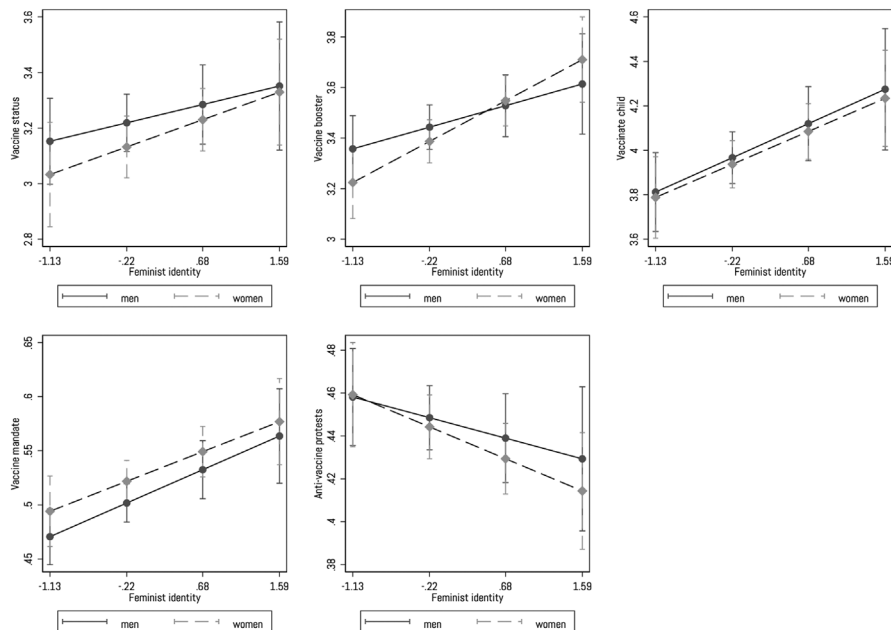 Vaccine status
3.6
3.4
3.2
3
2.8
-1.13 -.22 .68 1.59
Feminist identity
men women
Vaccine booster
3.8
3.6
3.4
3.2
3
-1.13 -.22 .68 1.59
Feminist identity
men women
Vaccinate child
4.6
4.4
4.2
4
3.8
3.6
-1.13 -.22 .68 1.59
Feminist identity
men women
Vaccine mandate
.65
.6
.55
.5
.45
-1.13 -.22 .68 1.59
Feminist identity
men women
Anti-vaccine protests
.48
.46
.44
.42
.4
.38
-1.13 -.22 .68 1.59
Feminist identity
men women